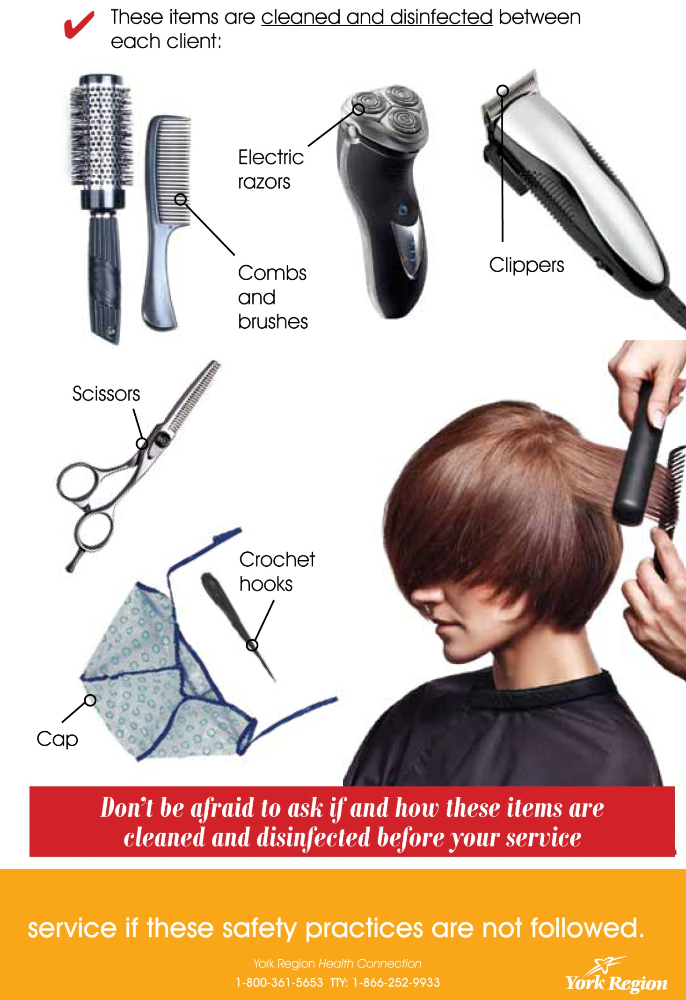 These items are cleaned and disinfected between
each client:
Electric
razors
Combs
and
brushes
Clippers
Scissors
Crochet
hooks
Cap
Don't be afraid to ask if and how these items are
cleaned and disinfected before your service
service if these safety practices are not followed.
York Region Health Connection
1-800-361-5653 TTY: 1-866-252-9933
York Region